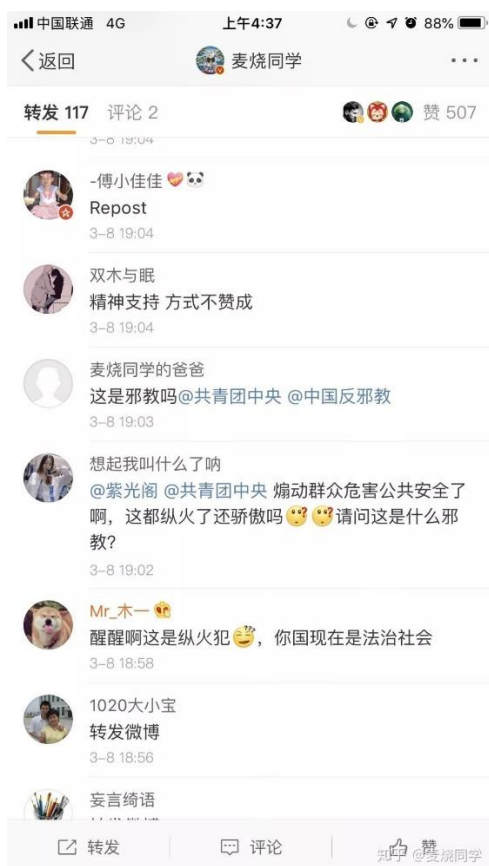 中国联通 4G 上午4:37 88%
返回 麦烧同学
转发 117 评论 2 赞 507
3-8 19:04
-傅小佳佳
Repost
3-8 19:04
双木与眠
精神支持 方式不赞成
3-8 19:04
麦烧同学的爸爸
这是邪教吗@共青团中央 @中国反邪教
3-8 19:03
想起我叫什么了呐
@紫光阁 @共青团中央 煽动群众危害公共安全了
啊，这都纵火了还骄傲吗请问这是什么邪
教?
3-8 19:02
Mr_木一
醒醒啊这是纵火犯，你国现在是法治社会
3-8 18:58
1020大小宝
转发微博
3-8 18:56
妄言绮语
转发 评论 赞
知乎 @麦烧同学